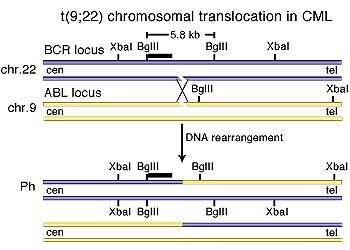 t(9;22) chromosomal translocation in CML
5.8 kb
BCR locus XbaI BglII BglII XbaI
chr.22 cen tel
ABL locus BglII XbaI
chr.9
cen tel
DNA rearrangement
XbaI BglII BglII XbaI
Ph
cen tel
XbaI BglII BglII XbaI
cen tel